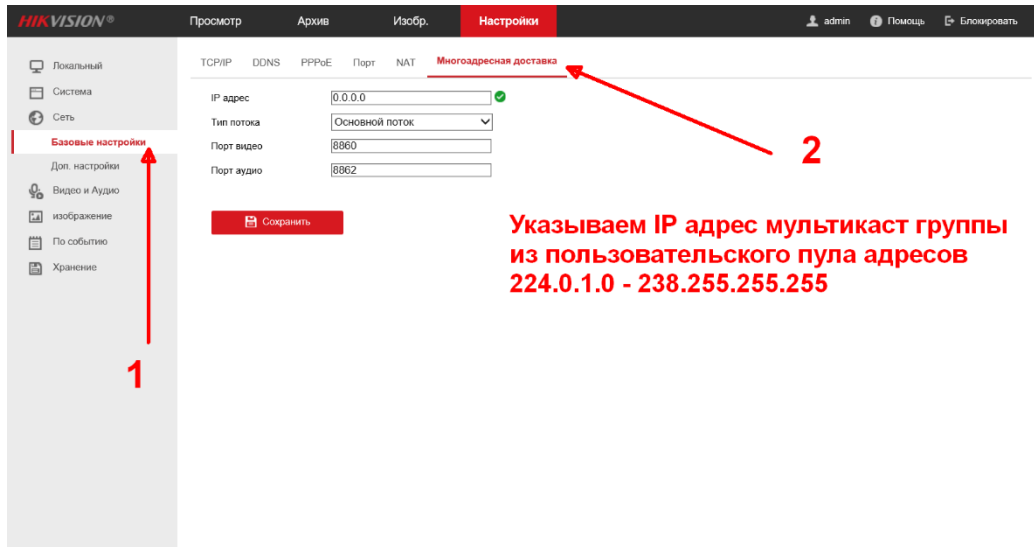 HIKVISION® Просмотр Архив Изобр. Настройки admin Помощь Блокировать
Локальный
Система
Сеть
Базовые настройки
Доп. настройки
Видео и Аудио
изображение
По событию
Хранение
TCP/IP DDNS PPPoE Порт NAT Многоадресная доставка
IP адрес 0.0.0.0
Тип потока Основной поток
Порт видео 8860
Порт аудио 8862
Сохранить
1
2
Указываем IP адрес мультикаст группы
из пользовательского пула адресов
224.0.1.0 - 238.255.255.255